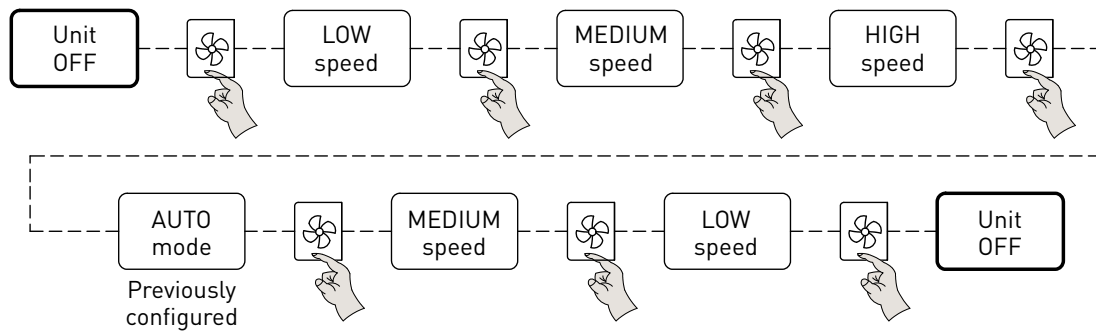 Unit
OFF
LOW
speed
MEDIUM
speed
HIGH
speed
AUTO
mode
MEDIUM
speed
LOW
speed
Unit
OFF
Previously
configured